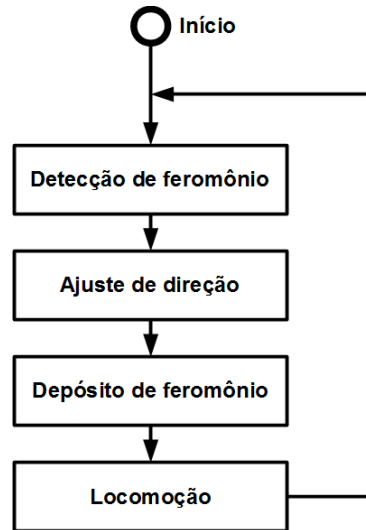 Início
Detecção de feromônio
Ajuste de direção
Depósito de feromônio
Locomoção